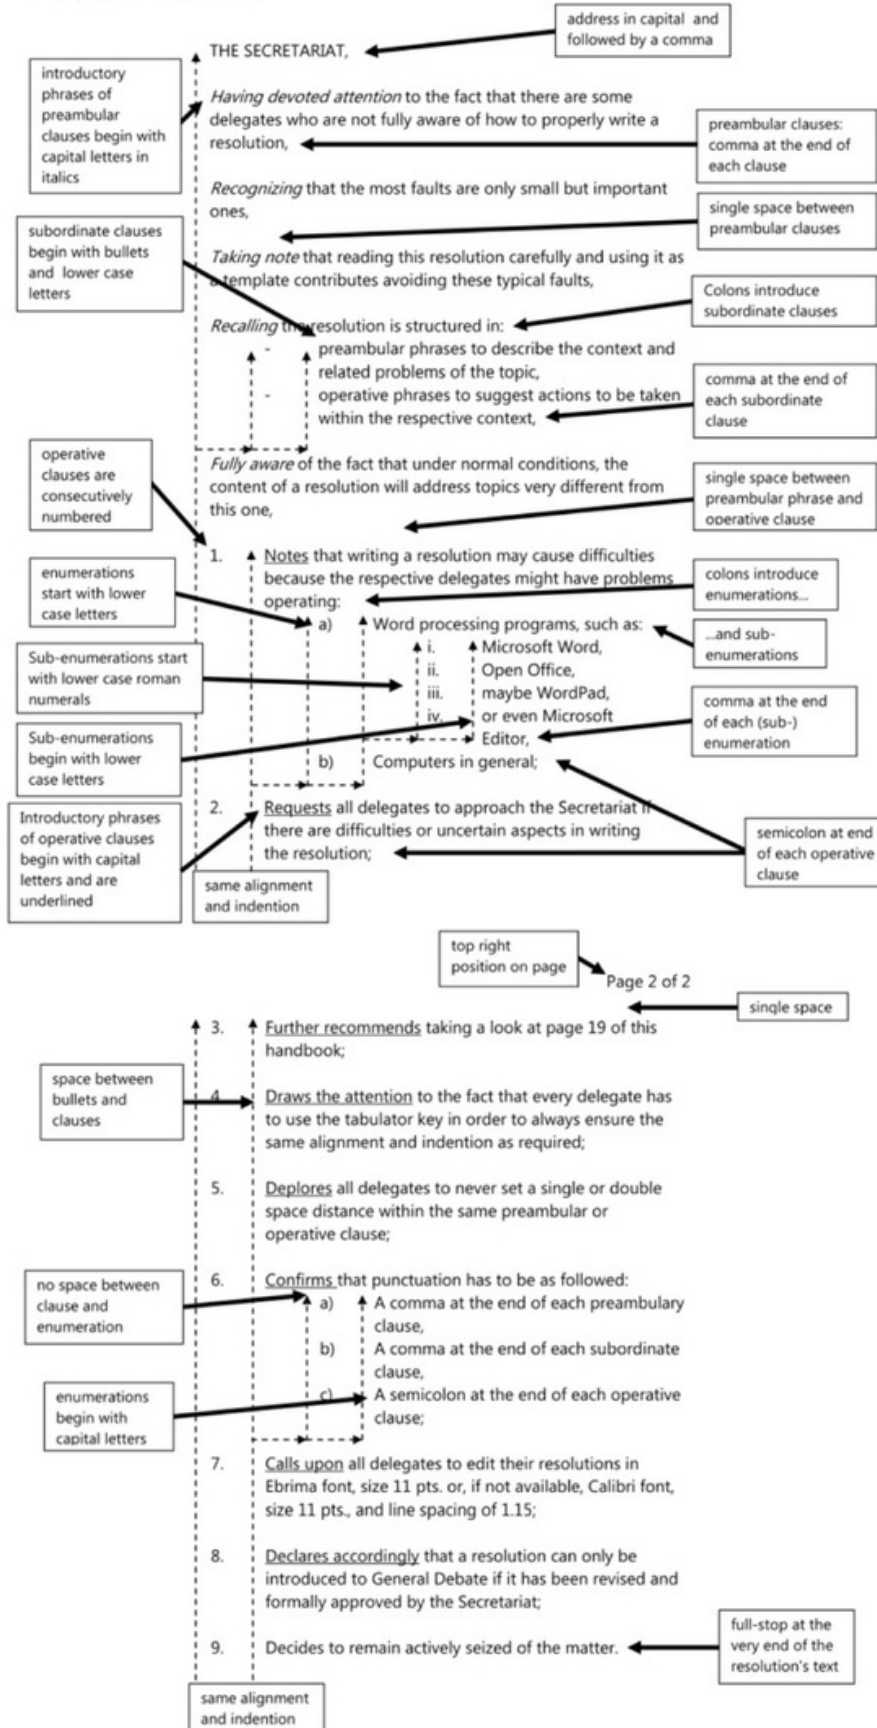 address in capital and
followed by a comma
THE SECRETARIAT,
introductory
phrases of
preambular
clauses begin with
capital letters in
italics
Having devoted attention to the fact that there are some
delegates who are not fully aware of how to properly write a
resolution,
preambular clauses:
comma at the end of
each clause
Recognizing that the most faults are only small but important
ones,
single space between
preambular clauses
subordinate clauses
begin with bullets
and lower case
letters
Taking note that reading this resolution carefully and using it as
a template contributes avoiding these typical faults,
Colons introduce
subordinate clauses
Recalling the resolution is structured in:
- preambular phrases to describe the context and
related problems of the topic,
- operative phrases to suggest actions to be taken
within the respective context,
comma at the end of
each subordinate
clause
operative
clauses are
consecutively
numbered
Fully aware of the fact that under normal conditions, the
content of a resolution will address topics very different from
this one,
single space between
preambular phrase and
operative clause
1. Notes that writing a resolution may cause difficulties
because the respective delegates might have problems
operating:
enumerations
start with lower
case letters
colons introduce
enumerations...
a) Word processing programs, such as:
...and sub-
enumerations
Sub-enumerations start
with lower case roman
numerals
i. Microsoft Word,
ii. Open Office,
iii. maybe WordPad,
iv. or even Microsoft
Editor,
comma at the end
of each (sub-)
enumeration
Sub-enumerations
begin with lower
case letters
b) Computers in general;
2. Requests all delegates to approach the Secretariat if
there are difficulties or uncertain aspects in writing
the resolution;
Introductory phrases
of operative clauses
begin with capital
letters and are
underlined
semicolon at end
of each operative
clause
same alignment
and indention
top right
position on page
Page 2 of 2
single space
3. Further recommends taking a look at page 19 of this
handbook;
space between
bullets and
clauses
4. Draws the attention to the fact that every delegate has
to use the tabulator key in order to always ensure the
same alignment and indention as required;
5. Deplores all delegates to never set a single or double
space distance within the same preambular or
operative clause;
6. Confirms that punctuation has to be as followed:
no space between
clause and
enumeration
a) A comma at the end of each preambulary
clause,
b) A comma at the end of each subordinate
clause,
c) A semicolon at the end of each operative
clause;
enumerations
begin with
capital letters
7. Calls upon all delegates to edit their resolutions in
Ebrima font, size 11 pts. or, if not available, Calibri font,
size 11 pts., and line spacing of 1.15;
8. Declares accordingly that a resolution can only be
introduced to General Debate if it has been revised and
formally approved by the Secretariat;
9. Decides to remain actively seized of the matter.
full-stop at the
very end of the
resolution's text
same alignment
and indention